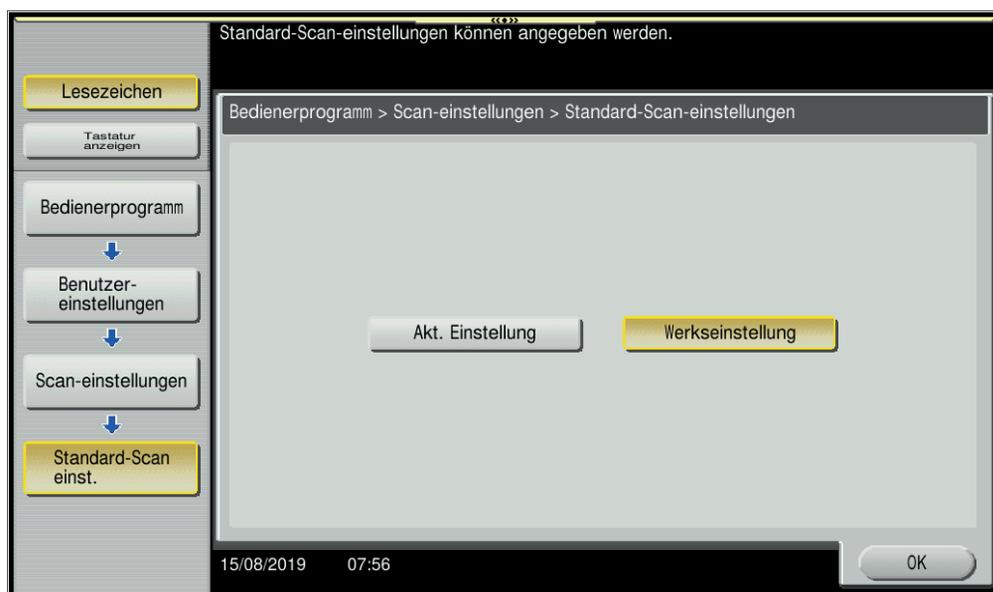 Standard-Scan-einstellungen können angegeben werden.
Lesezeichen
Tastatur
anzeigen
Bedienerprogramm
Benutzer-
einstellungen
Scan-einstellungen
Standard-Scan
einst.
Bedienerprogramm > Scan-einstellungen > Standard-Scan-einstellungen
Akt. Einstellung
Werkseinstellung
15/08/2019 07:56
OK